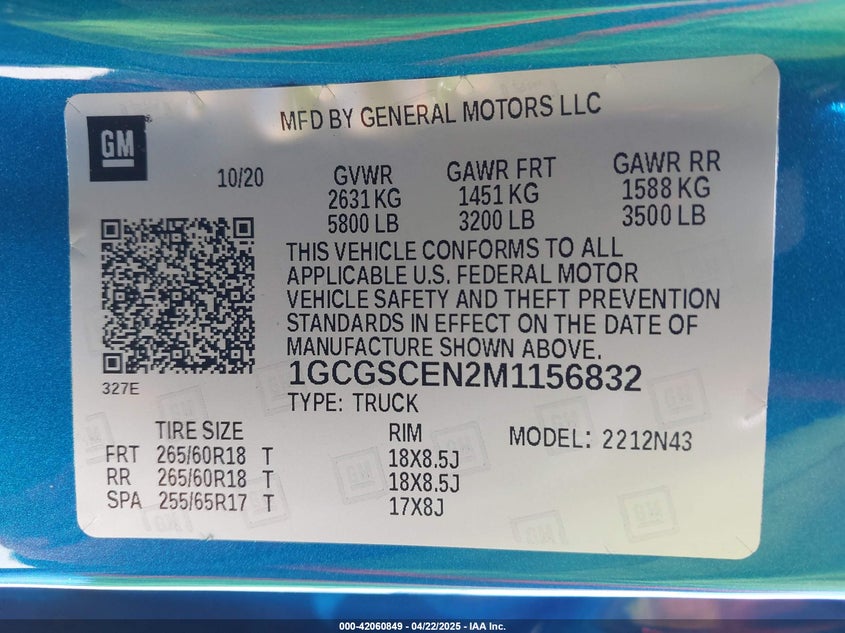 MFD BY GENERAL MOTORS LLC
GM
10/20
GVWR GAWR FRT GAWR RR
2631 KG 1451 KG 1588 KG
5800 LB 3200 LB 3500 LB
THIS VEHICLE CONFORMS TO ALL
APPLICABLE U.S. FEDERAL MOTOR
VEHICLE SAFETY AND THEFT PREVENTION
STANDARDS IN EFFECT ON THE DATE OF
MANUFACTURE SHOWN ABOVE.
327E
1GCGSCEN2M1156832
TYPE: TRUCK
TIRE SIZE RIM MODEL: 2212N43
FRT 265/60R18 T 18X8.5J
RR 265/60R18 T 18X8.5J
SPA 255/65R17 T 17X8J
000-42060849 - 04/22/2025 - IAA Inc.